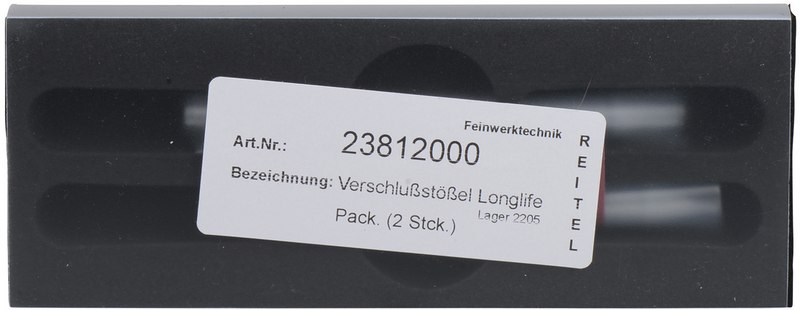 Feinwerktechnik
Art.Nr.: 23812000
Bezeichnung: Verschlußstößel Longlife
Pack. (2 Stck.) Lager 2205
REITEL